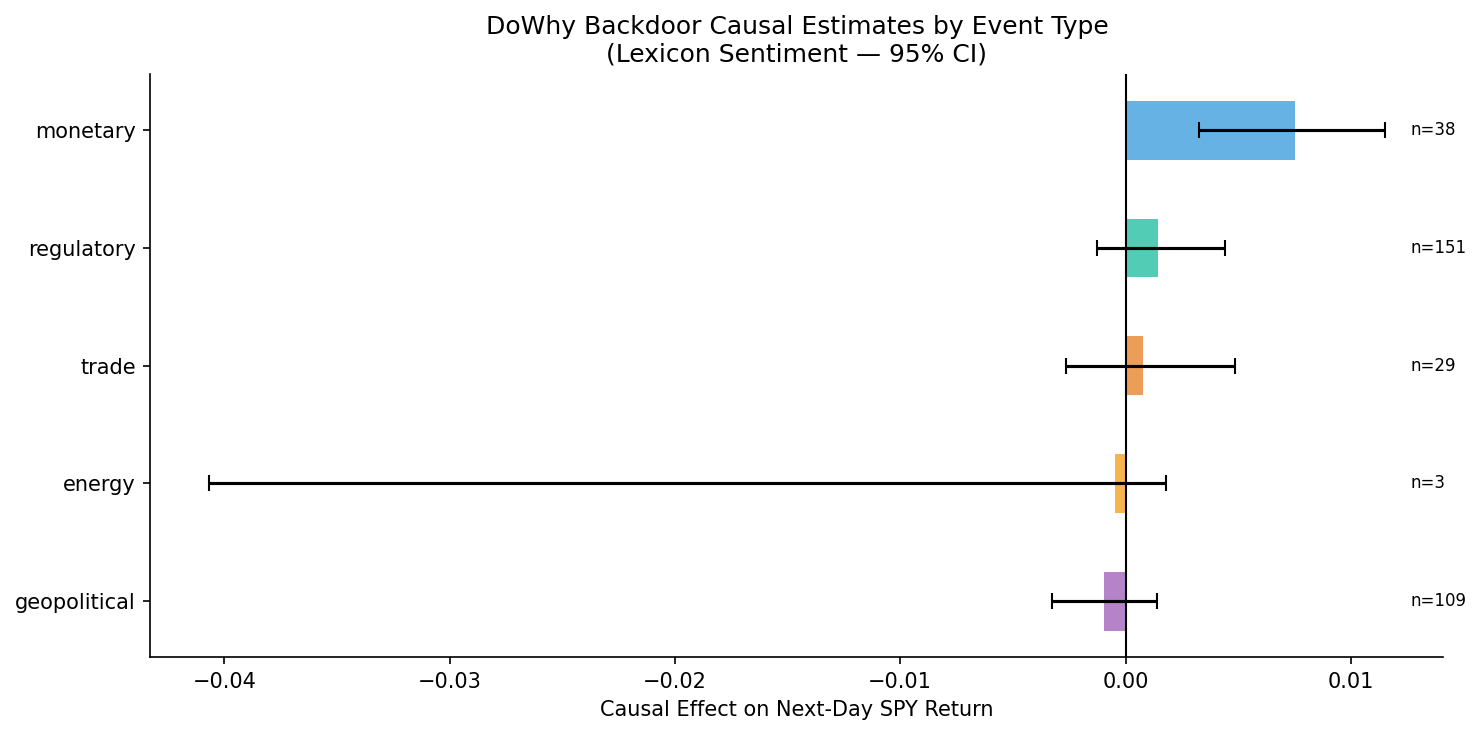 DoWhy Backdoor Causal Estimates by Event Type
(Lexicon Sentiment — 95% CI)
monetary
n=38
regulatory
n=151
trade
n=29
energy
n=3
geopolitical
n=109
−0.04
−0.03
−0.02
−0.01
0.00
0.01
Causal Effect on Next-Day SPY Return